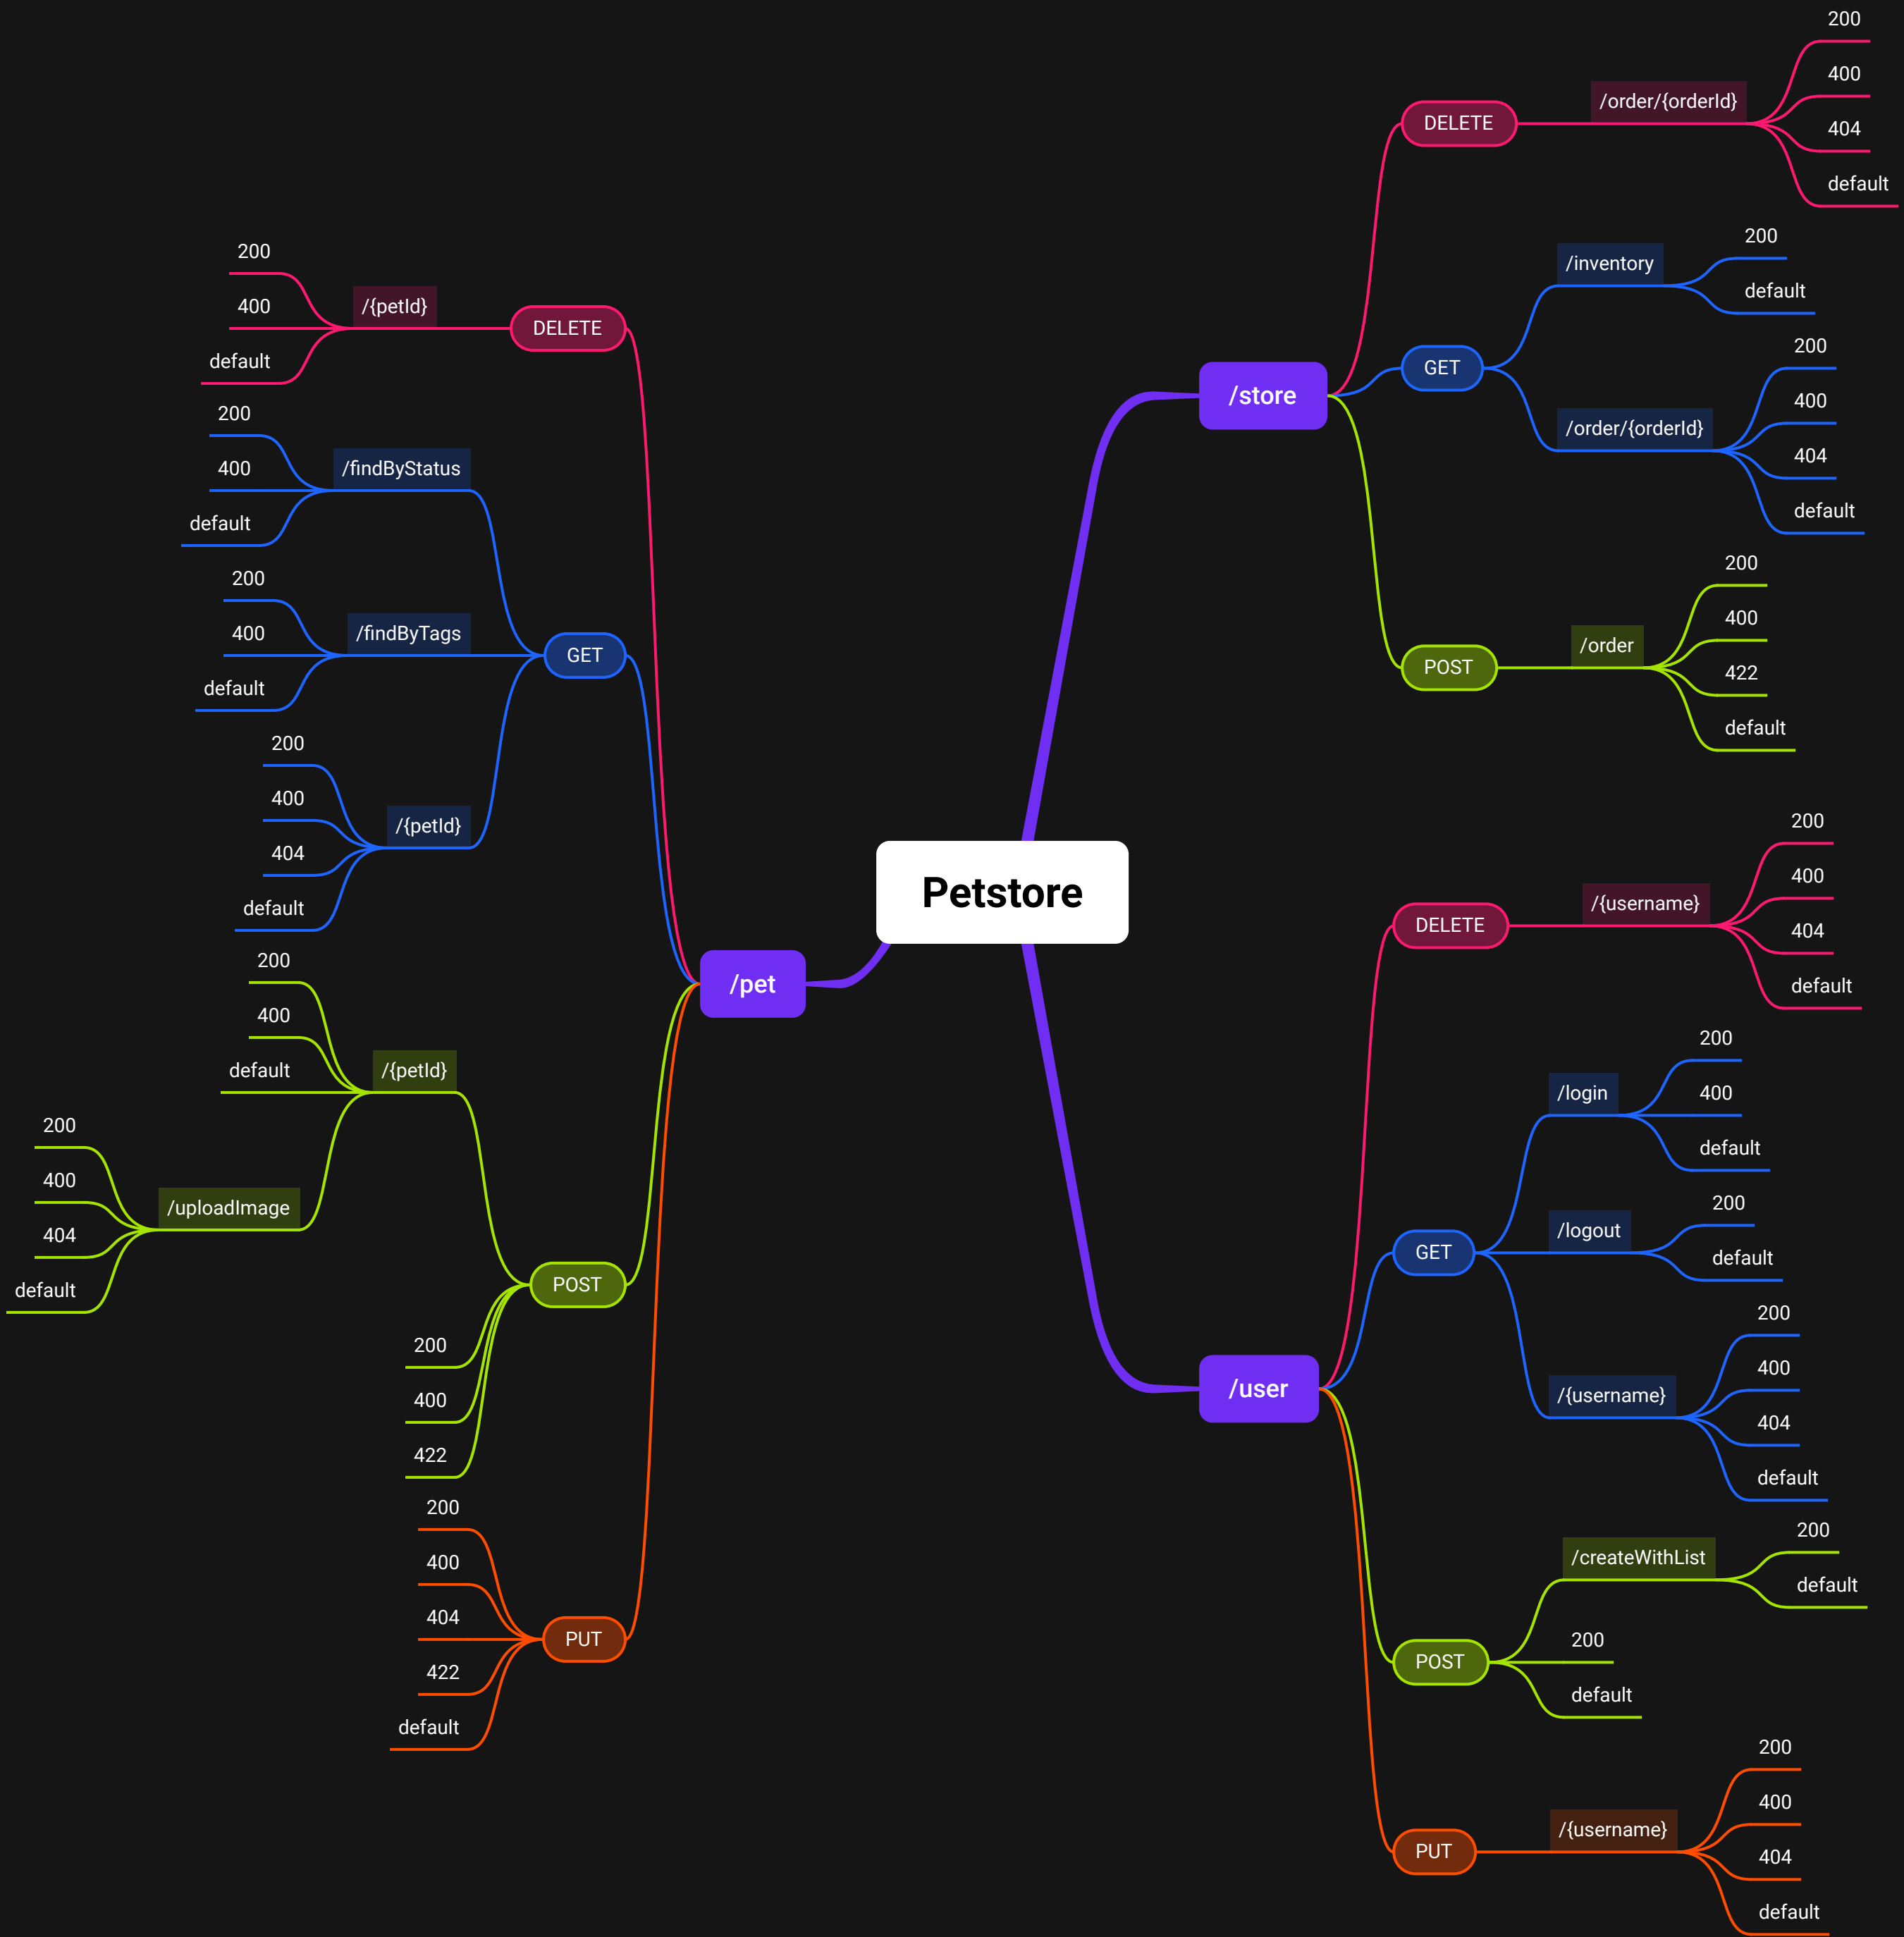 Petstore
/pet
DELETE
/{petId}
200
400
default
GET
/findByStatus
200
400
default
/findByTags
200
400
default
/{petId}
200
400
404
default
POST
/{petId}
200
400
default
/uploadImage
200
400
404
default
200
400
422
PUT
200
400
404
422
default
/store
DELETE
/order/{orderId}
200
400
404
default
GET
/inventory
200
default
/order/{orderId}
200
400
404
default
POST
/order
200
400
422
default
/user
DELETE
/{username}
200
400
404
default
GET
/login
200
400
default
/logout
200
default
/{username}
200
400
404
default
POST
/createWithList
200
default
200
default
PUT
/{username}
200
400
404
default